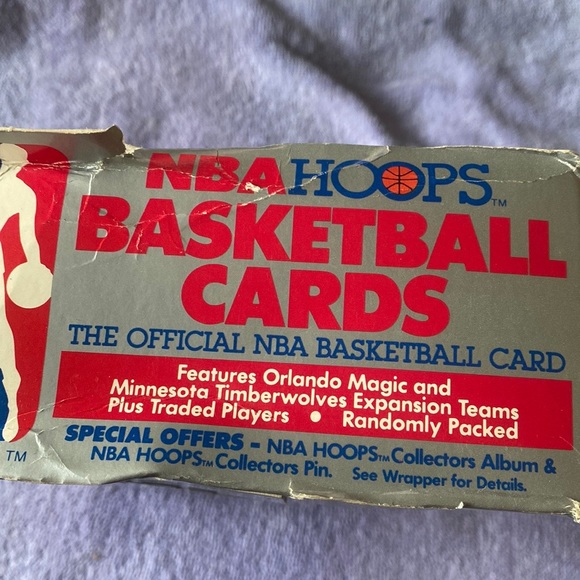 NBA HOOPS™
BASKETBALL
CARDS
THE OFFICIAL NBA BASKETBALL CARD
Features Orlando Magic and
Minnesota Timberwolves Expansion Teams
Plus Traded Players • Randomly Packed
SPECIAL OFFERS – NBA HOOPS™ Collectors Album &
NBA HOOPS™ Collectors Pin. See Wrapper for Details.
TM